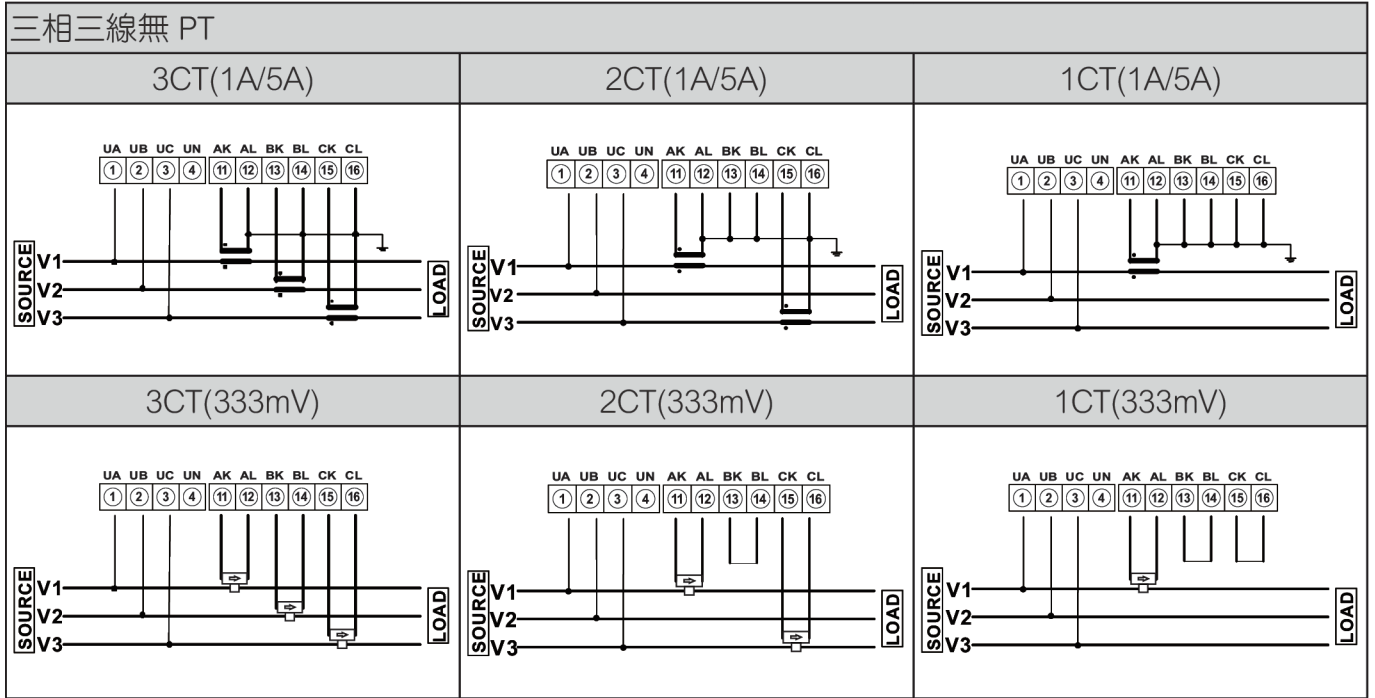 三相三線無 PT
3CT(1A/5A)
2CT(1A/5A)
1CT(1A/5A)
UA UB UC UN AK AL BK BL CK CL
1 2 3 4 11 12 13 14 15 16
SOURCE
V1
V2
V3
LOAD
UA UB UC UN AK AL BK BL CK CL
1 2 3 4 11 12 13 14 15 16
SOURCE
V1
V2
V3
LOAD
UA UB UC UN AK AL BK BL CK CL
1 2 3 4 11 12 13 14 15 16
SOURCE
V1
V2
V3
LOAD
3CT(333mV)
2CT(333mV)
1CT(333mV)
UA UB UC UN AK AL BK BL CK CL
1 2 3 4 11 12 13 14 15 16
SOURCE
V1
V2
V3
LOAD
UA UB UC UN AK AL BK BL CK CL
1 2 3 4 11 12 13 14 15 16
SOURCE
V1
V2
V3
LOAD
UA UB UC UN AK AL BK BL CK CL
1 2 3 4 11 12 13 14 15 16
SOURCE
V1
V2
V3
LOAD